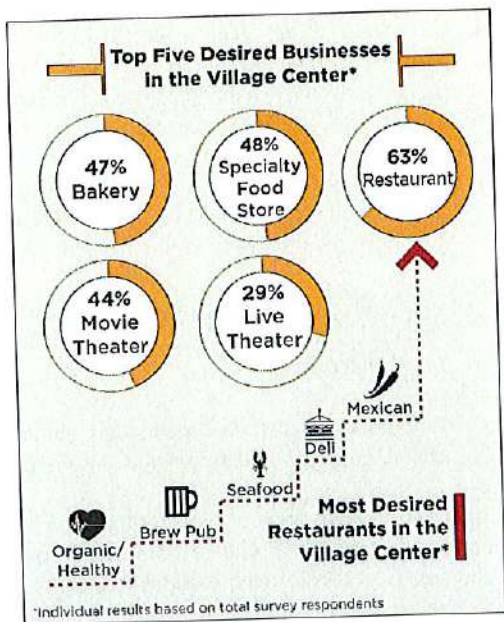 Top Five Desired Businesses
in the Village Center*
47%
Bakery
48%
Specialty
Food
Store
63%
Restaurant
44%
Movie
Theater
29%
Live
Theater
Mexican
Deli
Seafood
Brew Pub
Organic/
Healthy
Most Desired
Restaurants in the
Village Center*
*Individual results based on total survey respondents